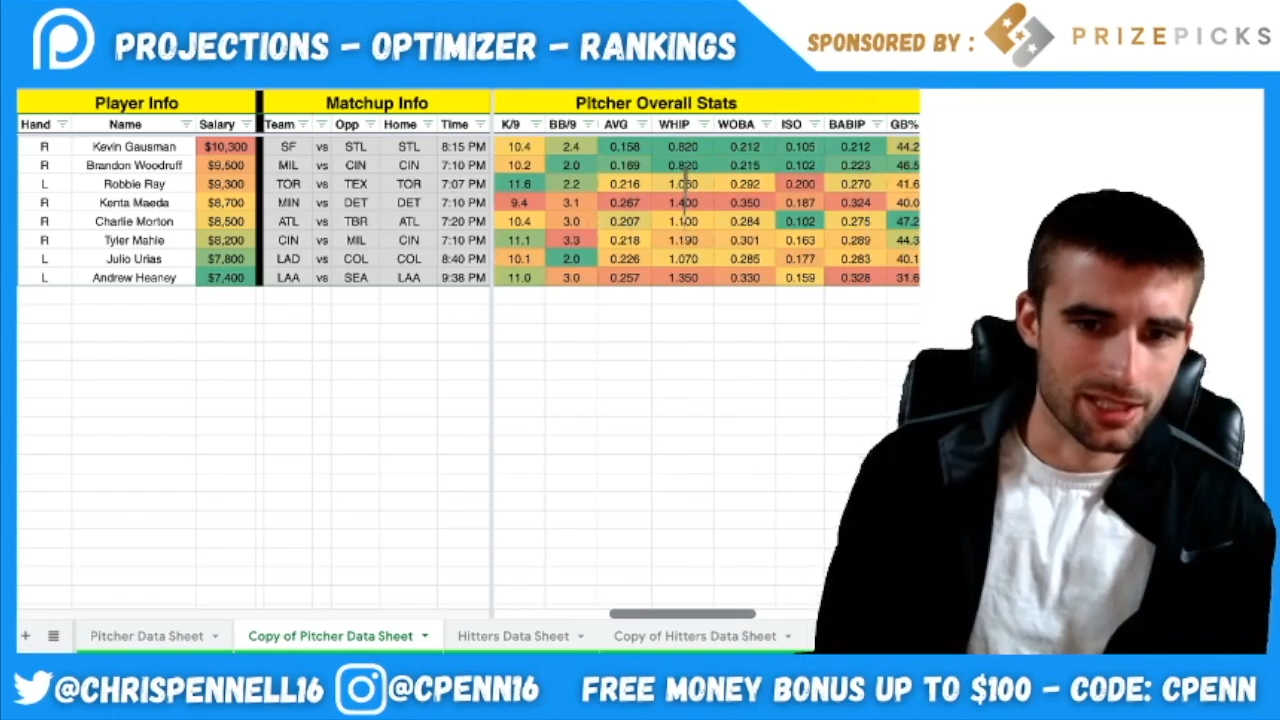 PROJECTIONS – OPTIMIZER – RANKINGS
SPONSORED BY : PRIZEPICKS
Player Info Matchup Info Pitcher Overall Stats
Hand Name Salary Team Opp Home Time K/9 BB/9 AVG WHIP WOBA ISO BABIP GB%
R Kevin Gausman $10,300 SF vs STL STL 8:15 PM 10.4 2.4 0.158 0.820 0.212 0.105 0.212 44.2
R Brandon Woodruff $9,500 MIL vs CIN CIN 7:10 PM 10.2 2.0 0.169 0.820 0.215 0.102 0.223 46.5
L Robbie Ray $9,300 TOR vs TEX TOR 7:07 PM 11.6 2.2 0.216 1.060 0.292 0.200 0.270 41.6
R Kenta Maeda $8,700 MIN vs DET DET 7:10 PM 9.4 3.1 0.267 1.400 0.350 0.187 0.324 40.0
R Charlie Morton $8,500 ATL vs TBR ATL 7:20 PM 10.4 3.0 0.207 1.100 0.284 0.102 0.275 47.2
R Tyler Mahle $8,200 CIN vs MIL CIN 7:10 PM 11.1 3.3 0.218 1.190 0.301 0.163 0.289 44.3
L Julio Urias $7,800 LAD vs COL COL 8:40 PM 10.1 2.0 0.226 1.070 0.285 0.177 0.283 40.1
L Andrew Heaney $7,400 LAA vs SEA LAA 9:38 PM 11.0 3.0 0.257 1.350 0.330 0.159 0.328 31.6
+ Pitcher Data Sheet Copy of Pitcher Data Sheet Hitters Data Sheet Copy of Hitters Data Sheet
@CHRISPENNELL16 @CPENN16 FREE MONEY BONUS UP TO $100 – CODE: CPENN